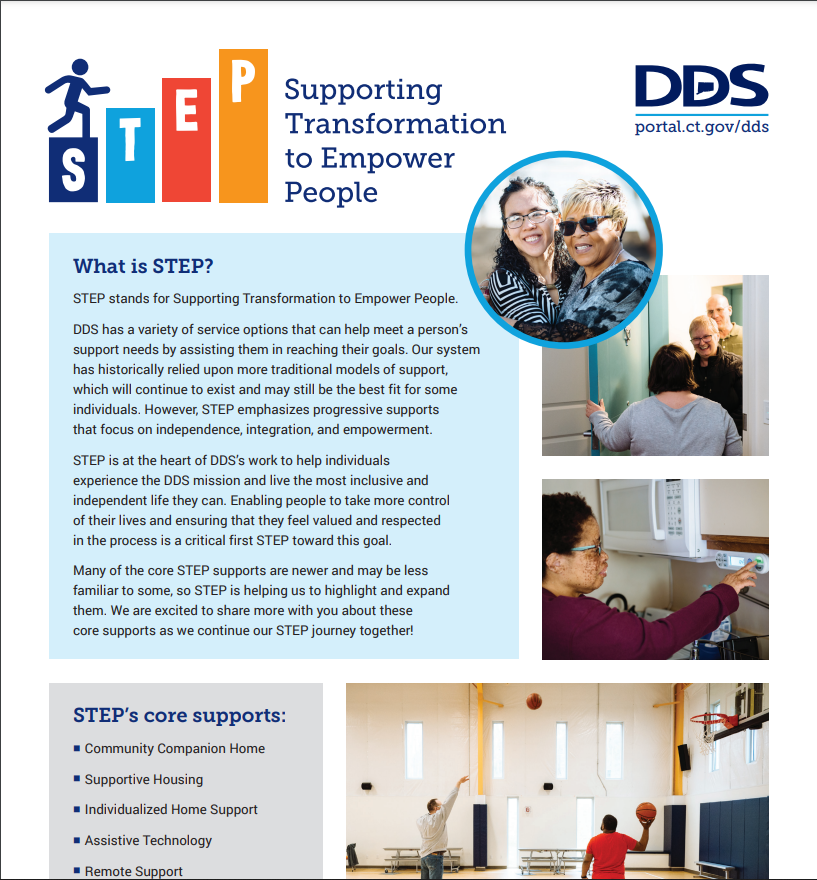 STEP
Supporting
Transformation
to Empower
People
DDS
portal.ct.gov/dds
What is STEP?
STEP stands for Supporting Transformation to Empower People.
DDS has a variety of service options that can help meet a person's
support needs by assisting them in reaching their goals. Our system
has historically relied upon more traditional models of support,
which will continue to exist and may still be the best fit for some
individuals. However, STEP emphasizes progressive supports
that focus on independence, integration, and empowerment.
STEP is at the heart of DDS's work to help individuals
experience the DDS mission and live the most inclusive and
independent life they can. Enabling people to take more control
of their lives and ensuring that they feel valued and respected
in the process is a critical first STEP toward this goal.
Many of the core STEP supports are newer and may be less
familiar to some, so STEP is helping us to highlight and expand
them. We are excited to share more with you about these
core supports as we continue our STEP journey together!
STEP's core supports:
■ Community Companion Home
■ Supportive Housing
■ Individualized Home Support
■ Assistive Technology
■ Remote Support